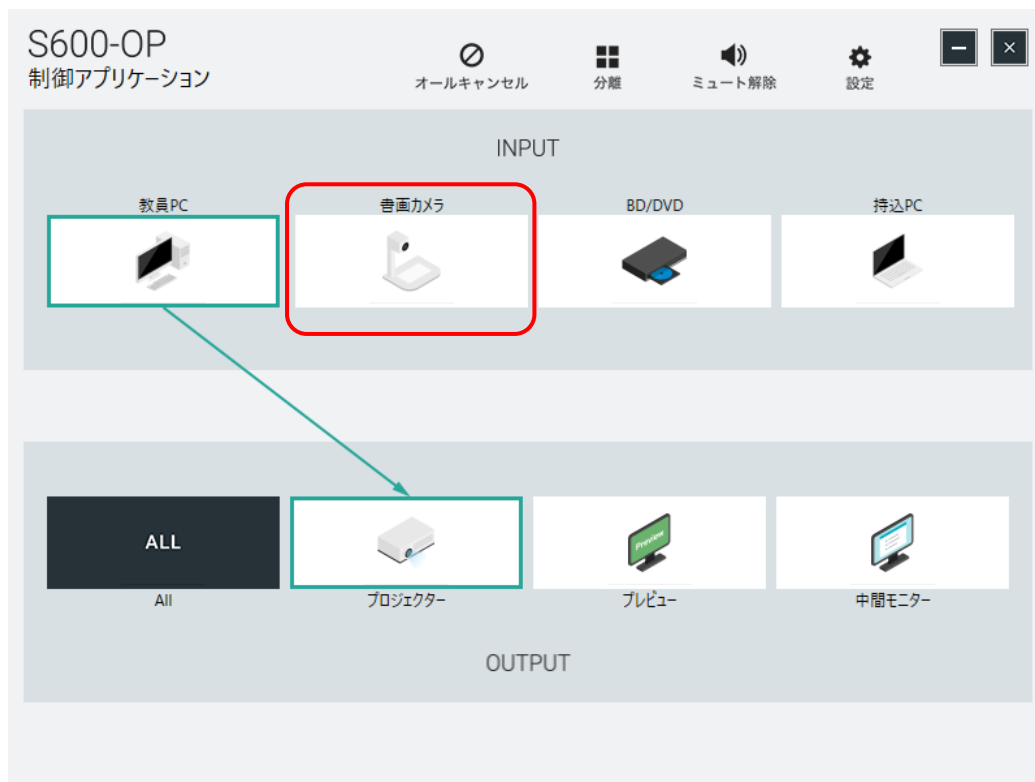 S600-OP
制御アプリケーション
オールキャンセル
分離
ミュート解除
設定
INPUT
教員PC
書画カメラ
BD/DVD
持込PC
ALL
Preview
All
プロジェクター
プレビュー
中間モニター
OUTPUT